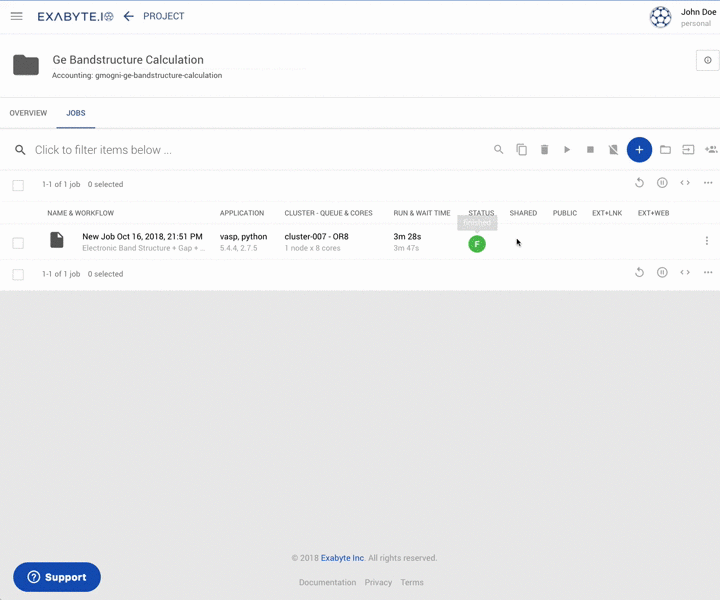 EXABYTE.IO PROJECT
John Doe
personal
Ge Bandstructure Calculation
Accounting: gmogni-ge-bandstructure-calculation
OVERVIEW JOBS
Click to filter items below ...
1-1 of 1 job 0 selected
NAME & WORKFLOW APPLICATION CLUSTER - QUEUE & CORES RUN & WAIT TIME STATUS SHARED PUBLIC EXT+LNK EXT+WEB
Finished
New Job Oct 16, 2018, 21:51 PM vasp, python cluster-007 - OR8 3m 28s F
Electronic Band Structure + Gap + ... 5.4.4, 2.7.5 1 node x 8 cores 3m 47s
1-1 of 1 job 0 selected
© 2018 Exabyte Inc. All rights reserved.
Support
Documentation Privacy Terms